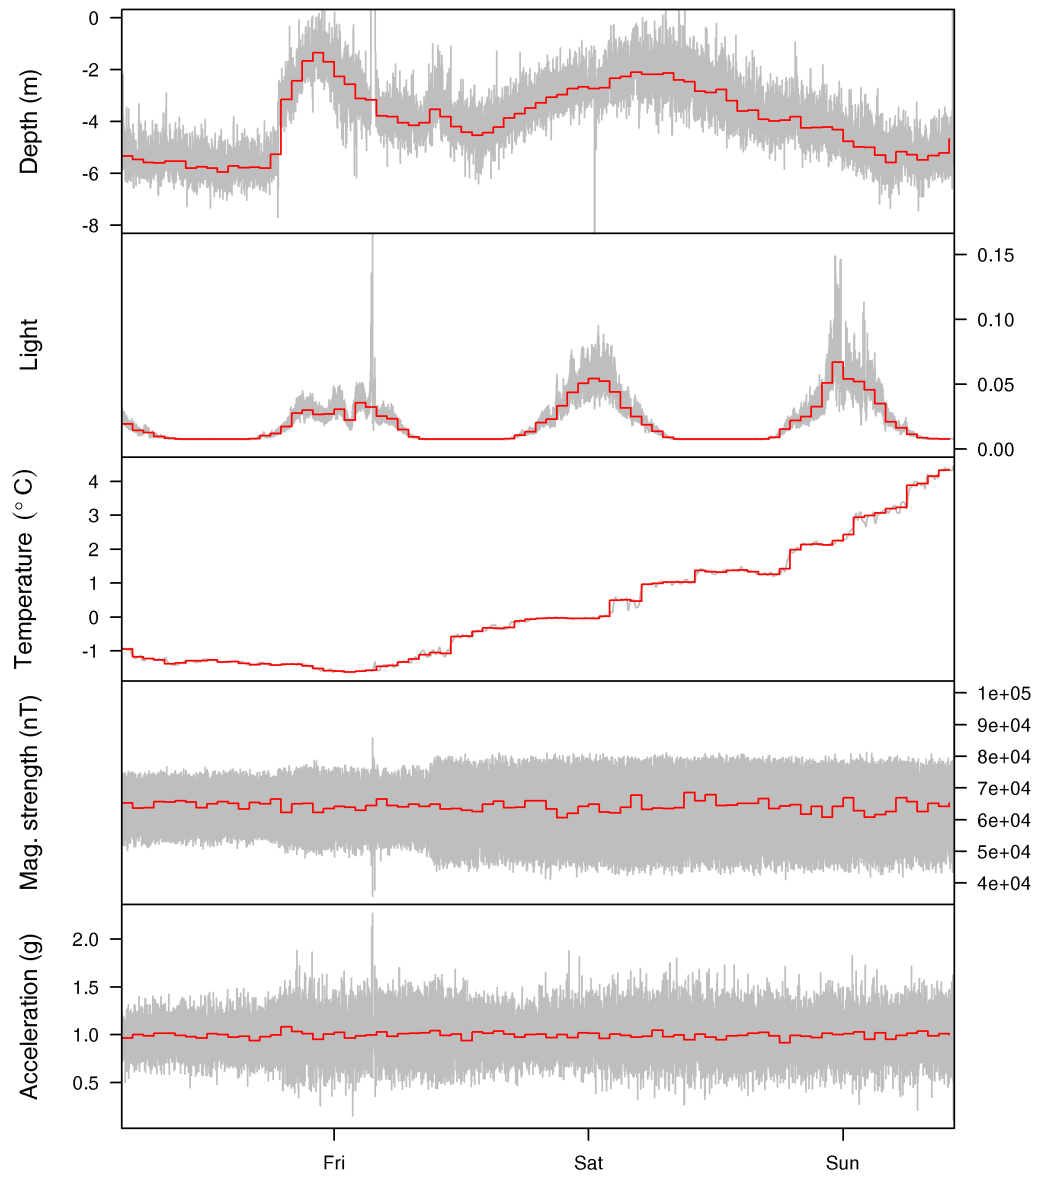 Depth (m)
0
-2
-4
-6
-8
Light
0.15
0.10
0.05
0.00
Temperature (° C)
4
3
2
1
0
-1
Mag. strength (nT)
1e+05
9e+04
8e+04
7e+04
6e+04
5e+04
4e+04
Acceleration (g)
2.0
1.5
1.0
0.5
Fri Sat Sun